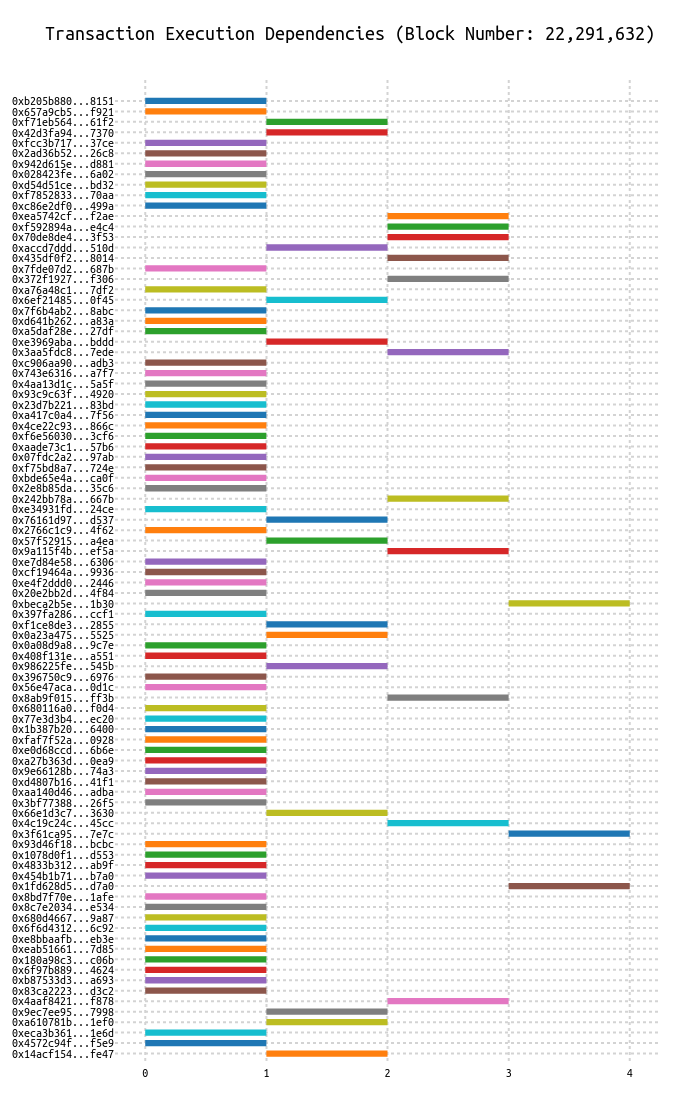 Transaction Execution Dependencies (Block Number: 22,291,632)
0xb205b880...8151
0x657a9cb5...f921
0xf71eb564...61f2
0x42d3fa94...7370
0xfcc3b717...37ce
0x2ad36b52...26c8
0x942d615e...d881
0x028423fe...6a02
0xd54d51ce...bd32
0xf7852833...70aa
0xc86e2df0...499a
0xea5742cf...f2ae
0xf592894a...e4c4
0x70de8de4...3f53
0xaccd7ddd...510d
0x435df0f2...8014
0x7fde07d2...687b
0x372f1927...f306
0xa76a48c1...7df2
0x6ef21485...0f45
0x7f6b4ab2...8abc
0xd641b262...a83a
0xa5daf28e...27df
0xe3969aba...bddd
0x3aa5fdc8...7ede
0xc906aa90...adb3
0x743e6316...a7f7
0x4aa13d1c...5a5f
0x93c9c63f...4920
0x23d7b221...83bd
0xa417c0a4...7f56
0x4ce22c93...866c
0xf6e56030...3cf6
0xaade73c1...57b6
0x07fdc2a2...97ab
0xf75bd8a7...724e
0xbde65e4a...ca0f
0x2e8b85da...35c6
0x242bb78a...667b
0xe34931fd...24ce
0x76161d97...d537
0x2766c1c9...4f62
0x57f52915...a4ea
0x9a115f4b...ef5a
0xe7d84e58...6306
0xcf19464a...9936
0xe4f2ddd0...2446
0x20e2bb2d...4f84
0xbeca2b5e...1b30
0x397fa286...ccf1
0xf1ce8de3...2855
0x0a23a475...5525
0x0a08d9a8...9c7e
0x408f131e...a551
0x986225fe...545b
0x396750c9...6976
0x56e47aca...0d1c
0x8ab9f015...ff3b
0x680116a0...f0d4
0x77e3d3b4...ec20
0x1b387b20...6400
0xfaf7f52a...0928
0xe0d68ccd...6b6e
0xa27b363d...0ea9
0x9e66128b...74a3
0xd4807b16...41f1
0xaa140d46...adba
0x3bf77388...26f5
0x66e1d3c7...3630
0x4c19c24c...45cc
0x3f61ca95...7e7c
0x93d46f18...bcbc
0x1078d0f1...d553
0x4833b312...ab9f
0x454b1b71...b7a0
0x1fd628d5...d7a0
0x8bd7f70e...1afe
0x8c7e2034...e534
0x680d4667...9a87
0x6f6d4312...6c92
0xe8bbaafb...eb3e
0xeab51661...7d85
0x180a98c3...c06b
0x6f97b889...4624
0xb87533d3...a693
0x83ca2223...d3c2
0x4aaf8421...f878
0x9ec7ee95...7998
0xa610781b...1ef0
0xeca3b361...1e6d
0x4572c94f...f5e9
0x14acf154...fe47
0 1 2 3 4